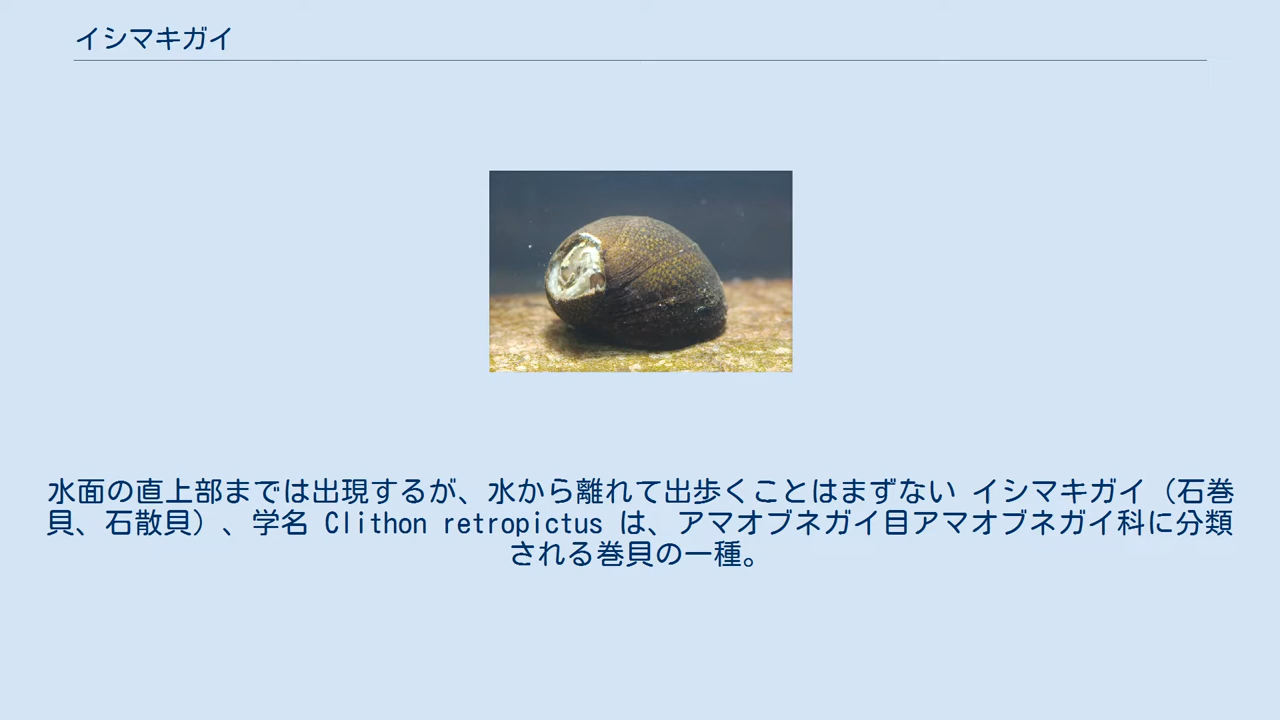 イシマキガイ
水面の直上部までは出現するが、水から離れて出歩くことはまずない イシマキガイ（石巻
貝、石散貝）、学名 Clithon retropictus は、アマオブネガイ目アマオブネガイ科に分類
される巻貝の一種。